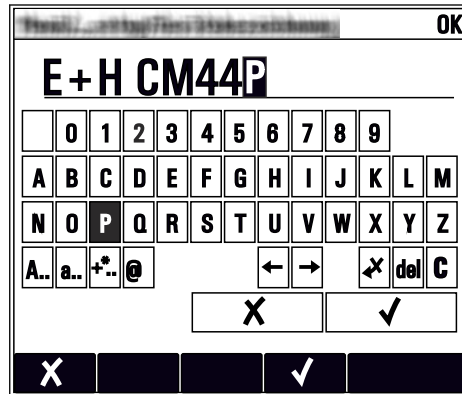 OK
E+H CM44P
0 1 2 3 4 5 6 7 8 9
A B C D E F G H I J K L M
N O P Q R S T U V W X Y Z
A.. a.. +*.. @ ← → del C